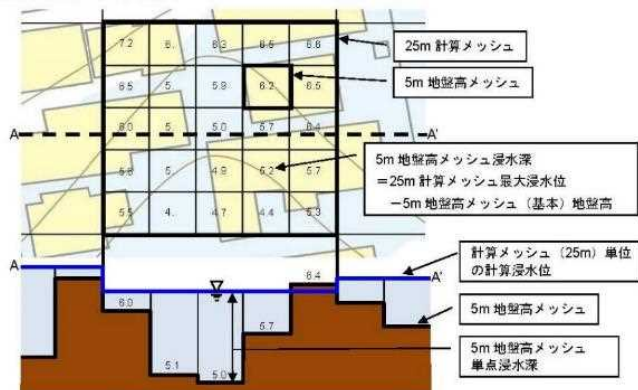 7.2 6. 6.3 6.5 6.8
25m 計算メッシュ
6.5 5. 5.9 6.2 6.5
5m 地盤高メッシュ
A 6.0 5. 5.0 5.7 6.4 A'
5. 4.9 5.2 5.7
5m 地盤高メッシュ浸水深
=25m 計算メッシュ最大浸水位
-5m 地盤高メッシュ(基本)地盤高
4. 4.7 4.4 5.3
計算メッシュ(25m)単位
の計算浸水位
A 6.4 A'
6.0 5.1 5.0 5.7
5m 地盤高メッシュ
5m 地盤高メッシュ
単点浸水深